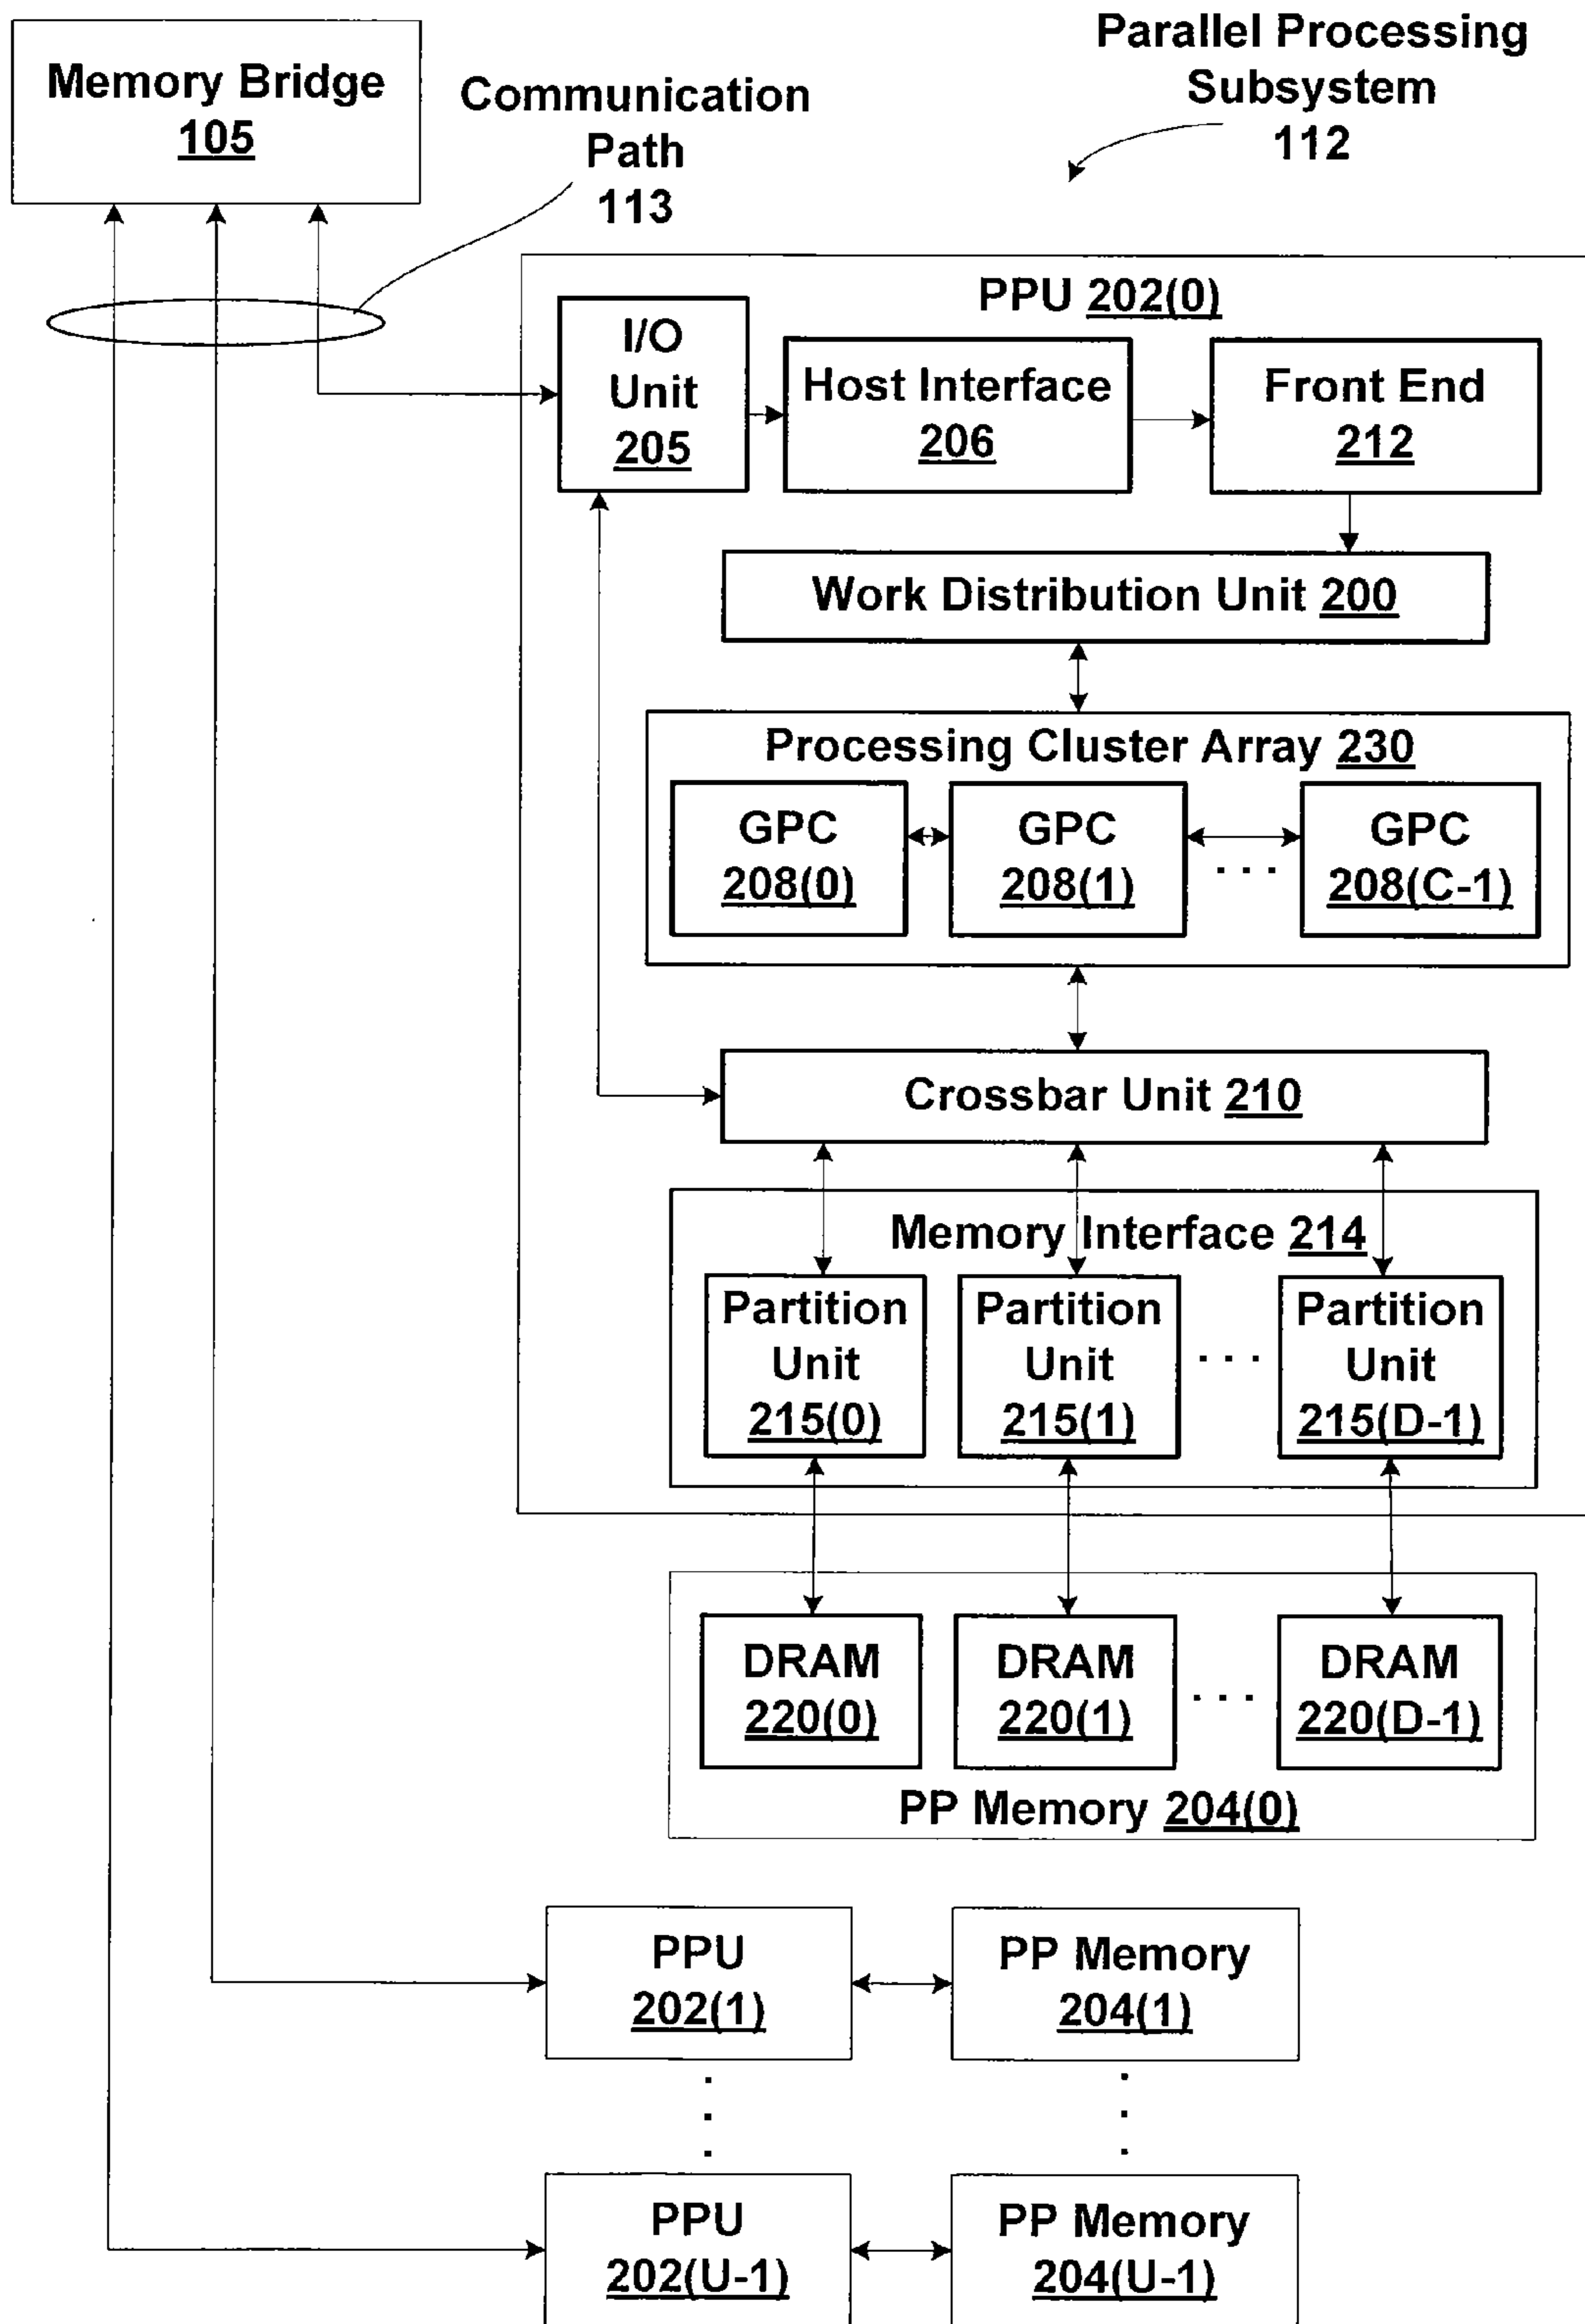 Parallel Processing
Subsystem
112
Memory Bridge
105
Communication
Path
113
PPU 202(0)
I/O
Unit
205
Host Interface
206
Front End
212
Work Distribution Unit 200
Processing Cluster Array 230
GPC
208(0)
GPC
208(1)
. . .
GPC
208(C-1)
Crossbar Unit 210
Memory Interface 214
Partition
Unit
215(0)
Partition
Unit
215(1)
. . .
Partition
Unit
215(D-1)
DRAM
220(0)
DRAM
220(1)
. . .
DRAM
220(D-1)
PP Memory 204(0)
PPU
202(1)
PP Memory
204(1)
PPU
202(U-1)
PP Memory
204(U-1)